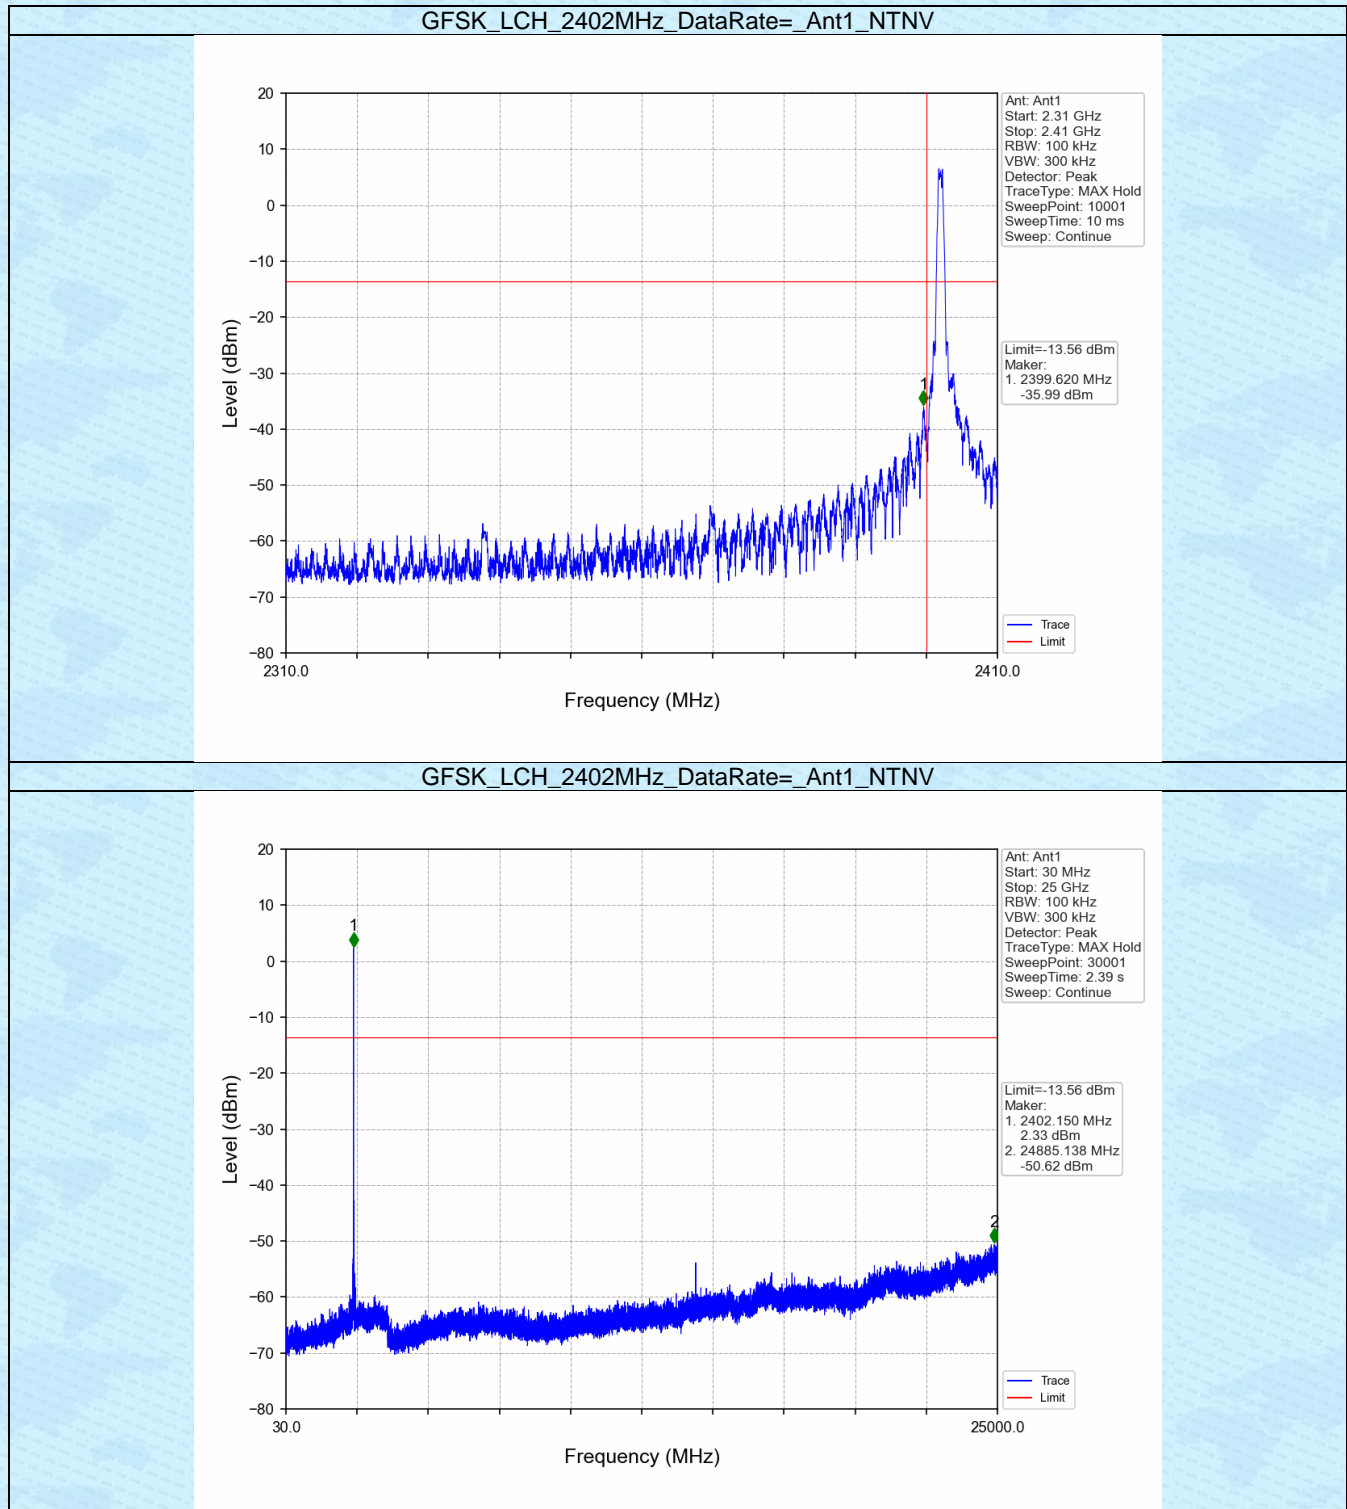 GFSK_LCH_2402MHz_DataRate=_Ant1_NTNV
20
10
0
−10
−20
−30
−40
−50
−60
−70
−80
Level (dBm)
2310.0
2410.0
Frequency (MHz)
1
Ant: Ant1
Start: 2.31 GHz
Stop: 2.41 GHz
RBW: 100 kHz
VBW: 300 kHz
Detector: Peak
TraceType: MAX Hold
SweepPoint: 10001
SweepTime: 10 ms
Sweep: Continue
Limit=-13.56 dBm
Maker:
1. 2399.620 MHz
-35.99 dBm
Trace
Limit
GFSK_LCH_2402MHz_DataRate=_Ant1_NTNV
20
10
0
−10
−20
−30
−40
−50
−60
−70
−80
Level (dBm)
30.0
25000.0
Frequency (MHz)
1
2
Ant: Ant1
Start: 30 MHz
Stop: 25 GHz
RBW: 100 kHz
VBW: 300 kHz
Detector: Peak
TraceType: MAX Hold
SweepPoint: 30001
SweepTime: 2.39 s
Sweep: Continue
Limit=-13.56 dBm
Maker:
1. 2402.150 MHz
2.33 dBm
2. 24885.138 MHz
-50.62 dBm
Trace
Limit